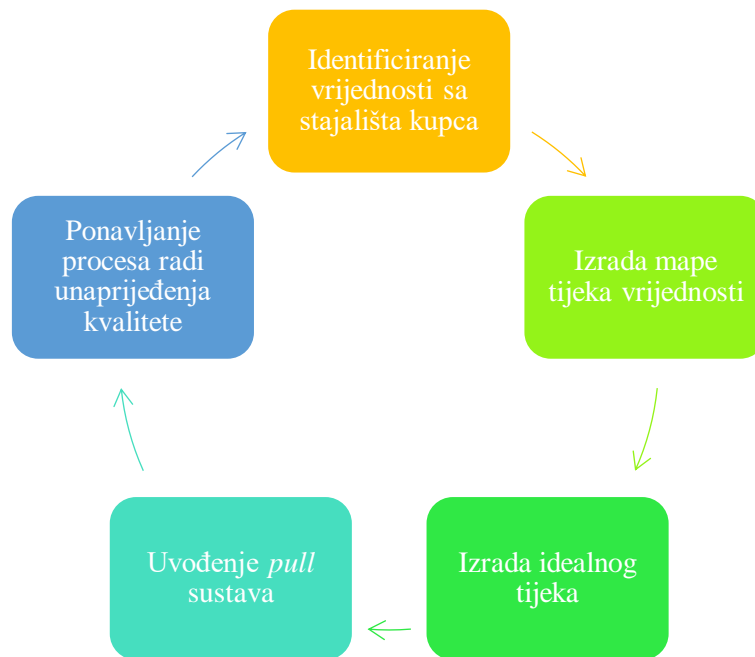 Identificiranje
vrijednosti sa
stajališta kupca
Izrada mape
tijeka vrijednosti
Izrada idealnog
tijeka
Uvođenje pull
sustava
Ponavljanje
procesa radi
unaprijeđenja
kvalitete